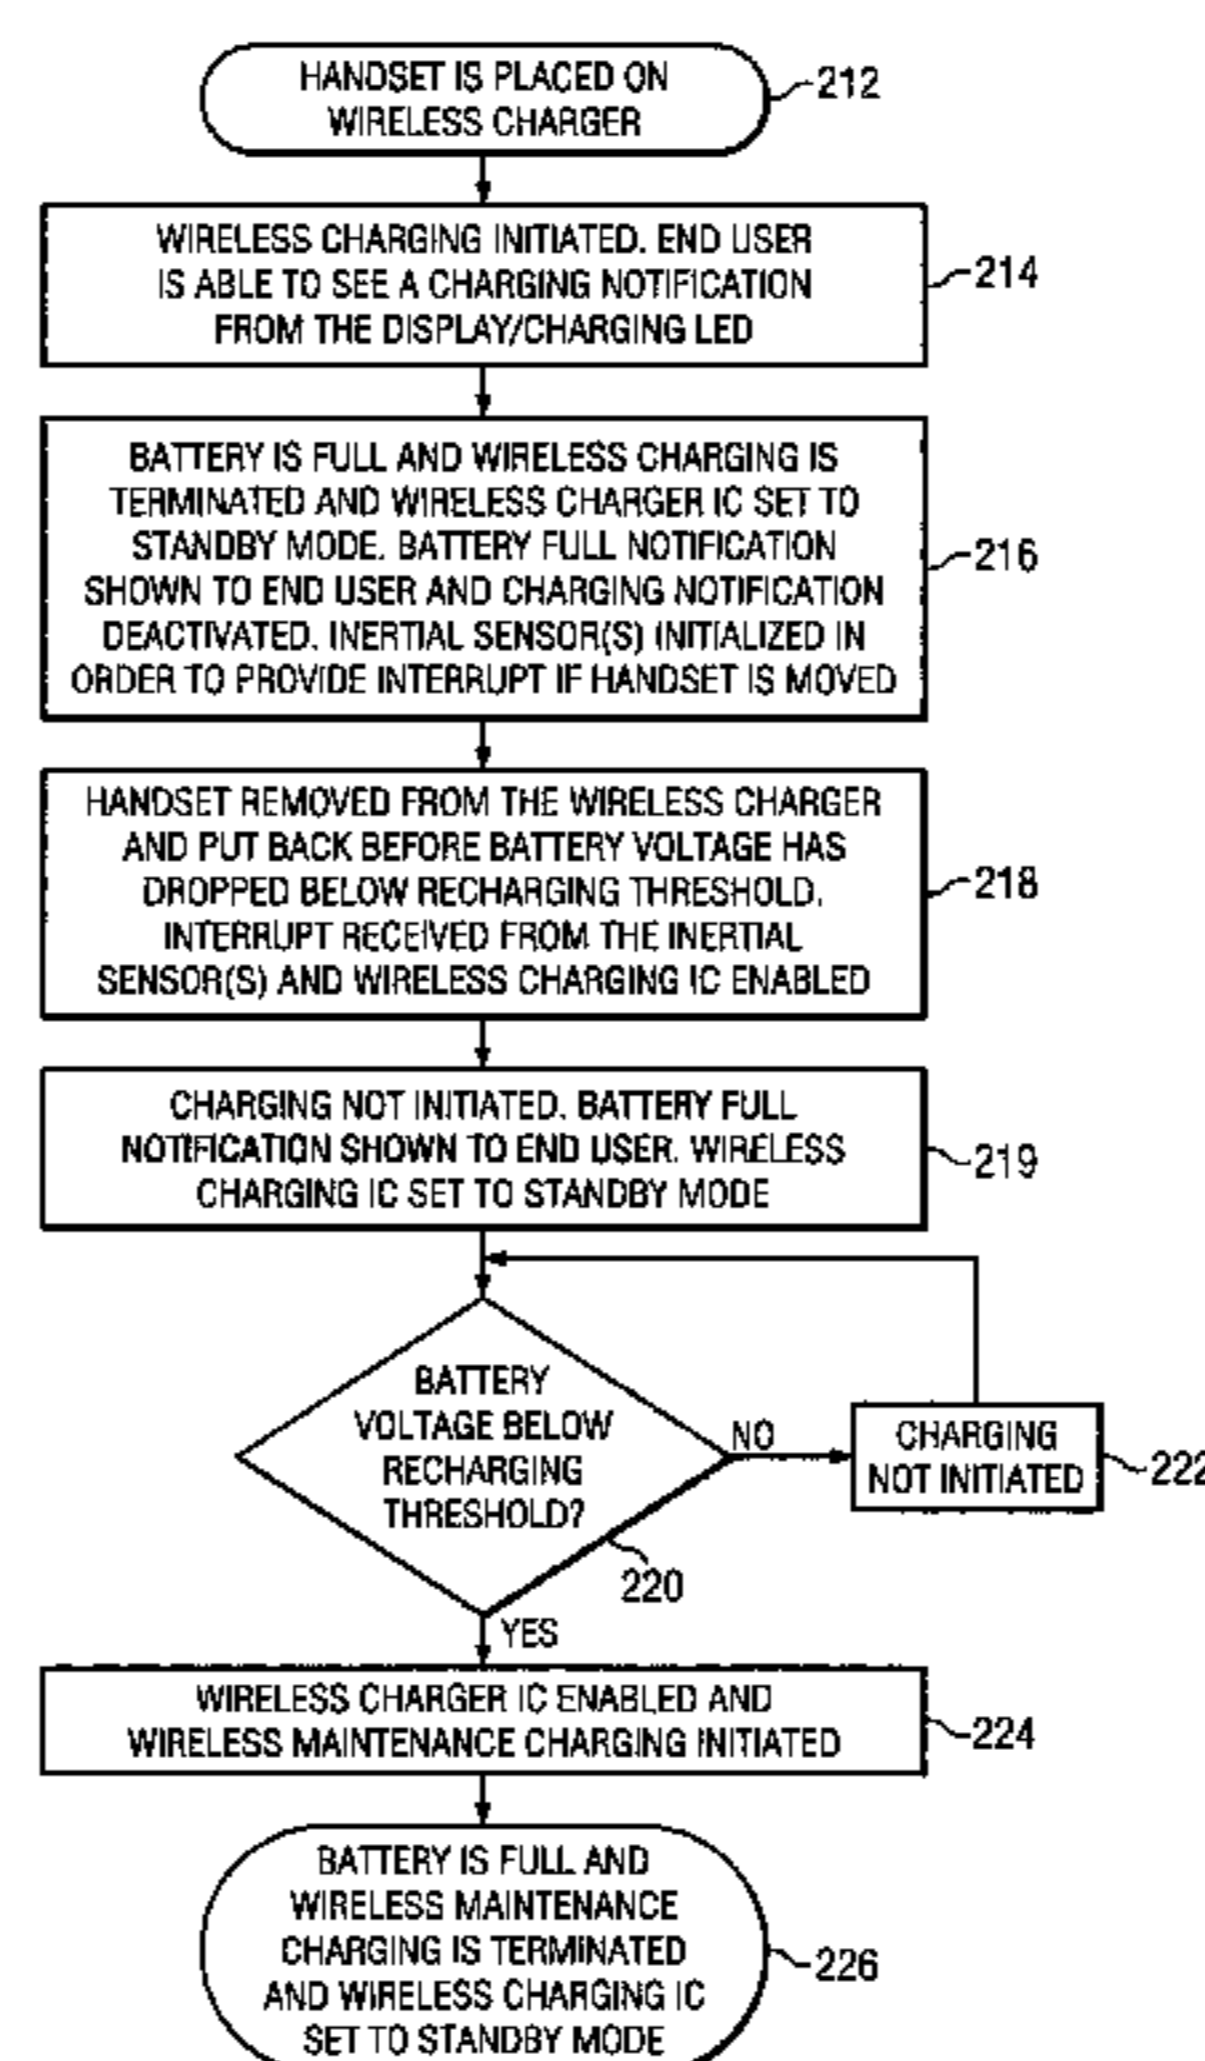 HANDSET IS PLACED ON
WIRELESS CHARGER
212
WIRELESS CHARGING INITIATED. END USER
IS ABLE TO SEE A CHARGING NOTIFICATION
FROM THE DISPLAY/CHARGING LED
214
BATTERY IS FULL AND WIRELESS CHARGING IS
TERMINATED AND WIRELESS CHARGER IC SET TO
STANDBY MODE. BATTERY FULL NOTIFICATION
SHOWN TO END USER AND CHARGING NOTIFICATION
DEACTIVATED. INERTIAL SENSOR(S) INITIALIZED IN
ORDER TO PROVIDE INTERRUPT IF HANDSET IS MOVED
216
HANDSET REMOVED FROM THE WIRELESS CHARGER
AND PUT BACK BEFORE BATTERY VOLTAGE HAS
DROPPED BELOW RECHARGING THRESHOLD.
INTERRUPT RECEIVED FROM THE INERTIAL
SENSOR(S) AND WIRELESS CHARGING IC ENABLED
218
CHARGING NOT INITIATED. BATTERY FULL
NOTIFICATION SHOWN TO END USER. WIRELESS
CHARGING IC SET TO STANDBY MODE
219
BATTERY
VOLTAGE BELOW
RECHARGING
THRESHOLD?
220
NO
CHARGING
NOT INITIATED
222
YES
WIRELESS CHARGER IC ENABLED AND
WIRELESS MAINTENANCE CHARGING INITIATED
224
BATTERY IS FULL AND
WIRELESS MAINTENANCE
CHARGING IS TERMINATED
AND WIRELESS CHARGING IC
SET TO STANDBY MODE
226